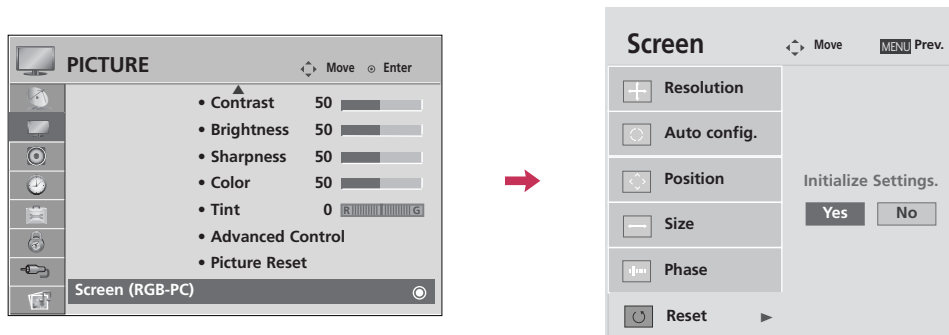 PICTURE
Move Enter
• Contrast 50
• Brightness 50
• Sharpness 50
• Color 50
• Tint 0 R G
• Advanced Control
• Picture Reset
Screen (RGB-PC)
Screen
Move MENU Prev.
Resolution
Auto config.
Position
Size
Phase
Reset
Initialize Settings.
Yes No